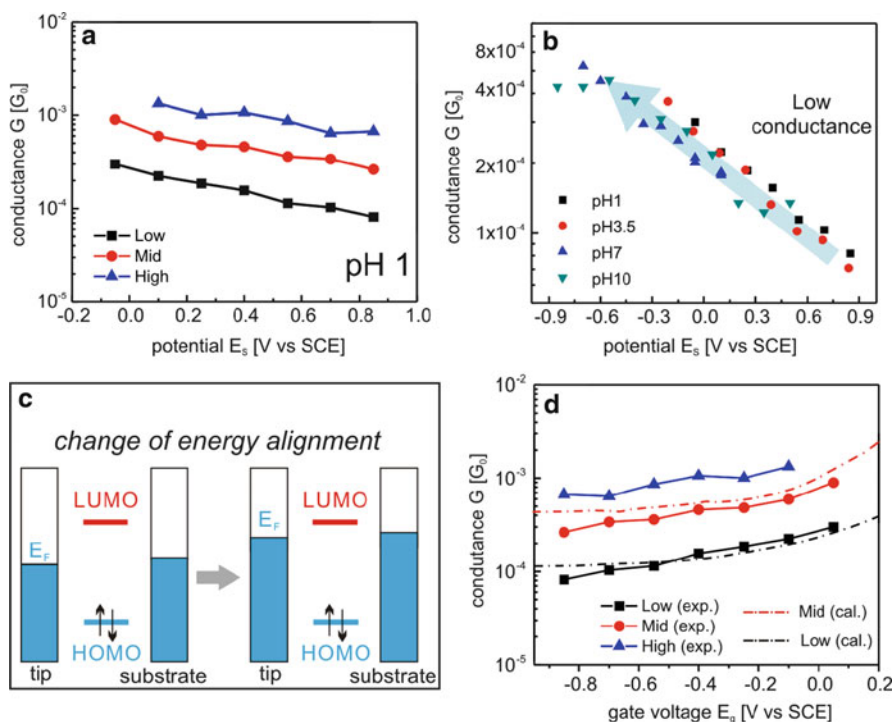 a
conductance G [G₀]
10⁻²
10⁻³
10⁻⁴
10⁻⁵
Low
Mid
High
pH 1
-0.2 0.0 0.2 0.4 0.6 0.8 1.0
potential Eₛ [V vs SCE]
b
condutance G [G₀]
8x10⁻⁴
4x10⁻⁴
2x10⁻⁴
1x10⁻⁴
Low
conductance
pH1
pH3.5
pH7
pH10
-0.9 -0.6 -0.3 0.0 0.3 0.6 0.9
potential Eₛ [V vs SCE]
c
change of energy alignment
LUMO LUMO
E_F E_F
HOMO HOMO
tip substrate tip substrate
d
condutance G [G₀]
10⁻²
10⁻³
10⁻⁴
10⁻⁵
Low (exp.)
Mid (exp.)
High (exp.)
Mid (cal.)
Low (cal.)
-0.8 -0.6 -0.4 -0.2 0.0 0.2
gate voltage E_g [V vs SCE]